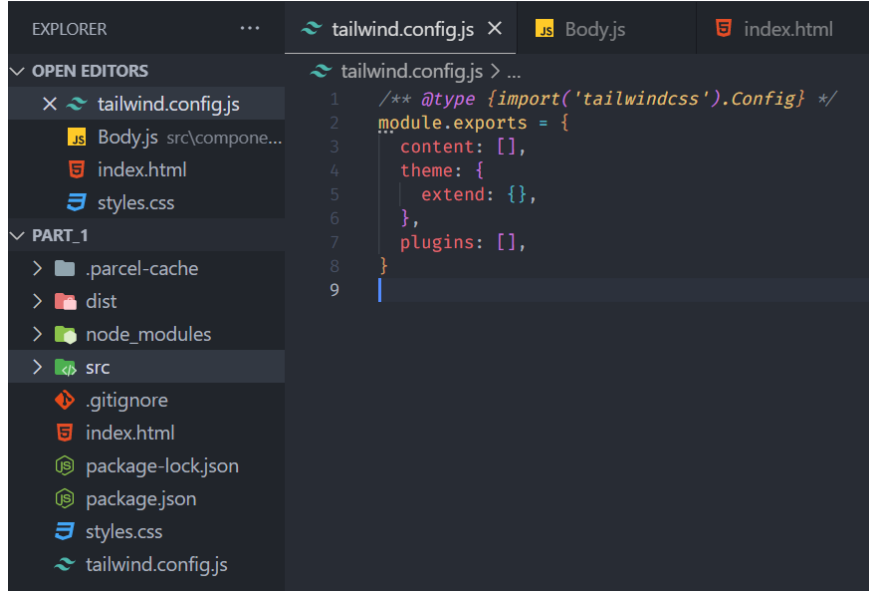 EXPLORER ···
OPEN EDITORS
tailwind.config.js
Body.js src\compone...
index.html
styles.css
PART_1
.parcel-cache
dist
node_modules
src
.gitignore
index.html
package-lock.json
package.json
styles.css
tailwind.config.js
tailwind.config.js JS Body.js index.html
tailwind.config.js > ...
1 /** @type {import('tailwindcss').Config} */
2 module.exports = {
3   content: [],
4   theme: {
5     extend: {},
6   },
7   plugins: [],
8 }
9